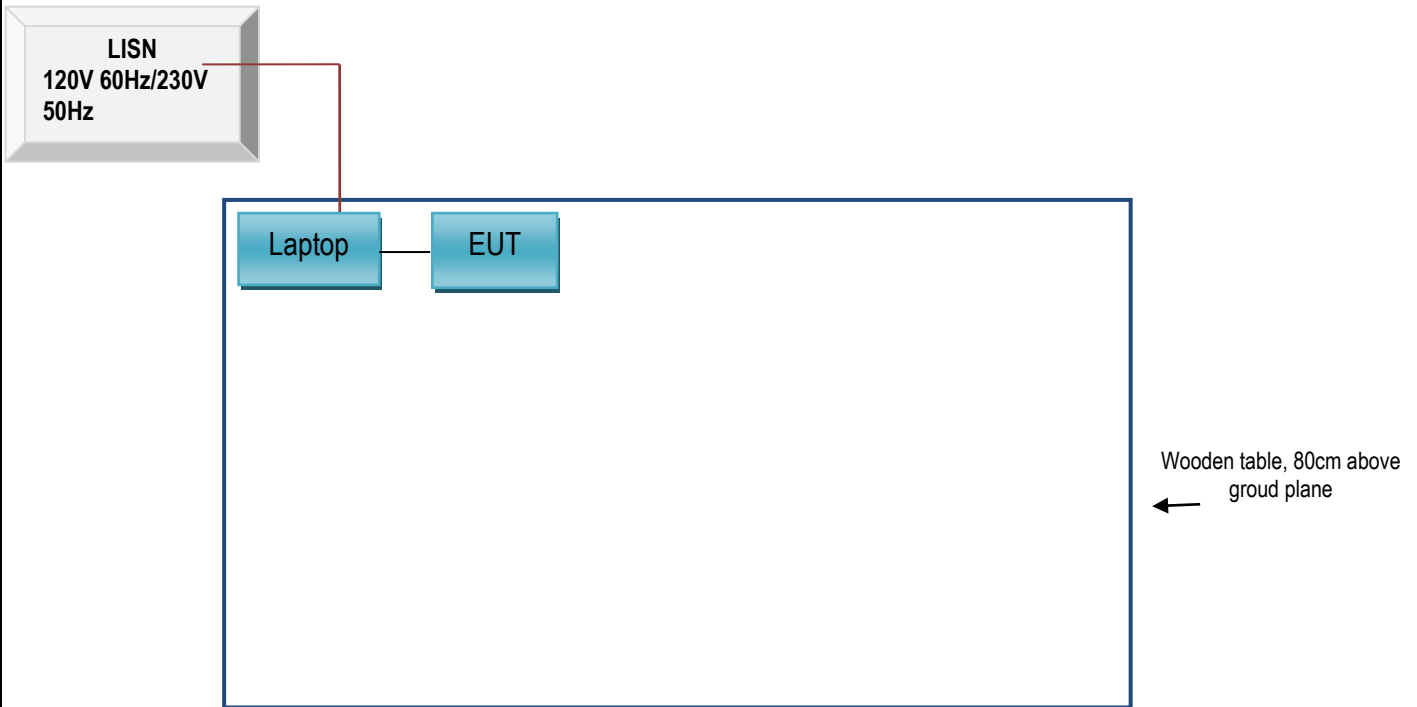 LISN
120V 60Hz/230V
50Hz
Laptop
EUT
Wooden table, 80cm above
groud plane